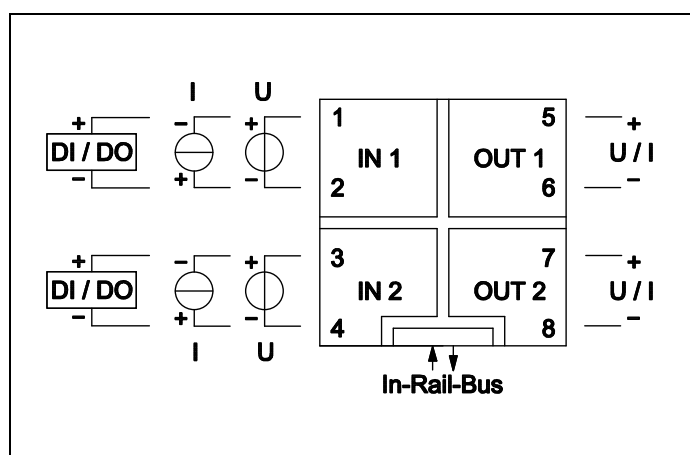 I U
+ - + 1 5 +
DI / DO IN 1 OUT 1 U / I
- + - 2 6 -
+ - + 3 7 +
DI / DO IN 2 OUT 2 U / I
- + - 4 8 -
I U
In-Rail-Bus